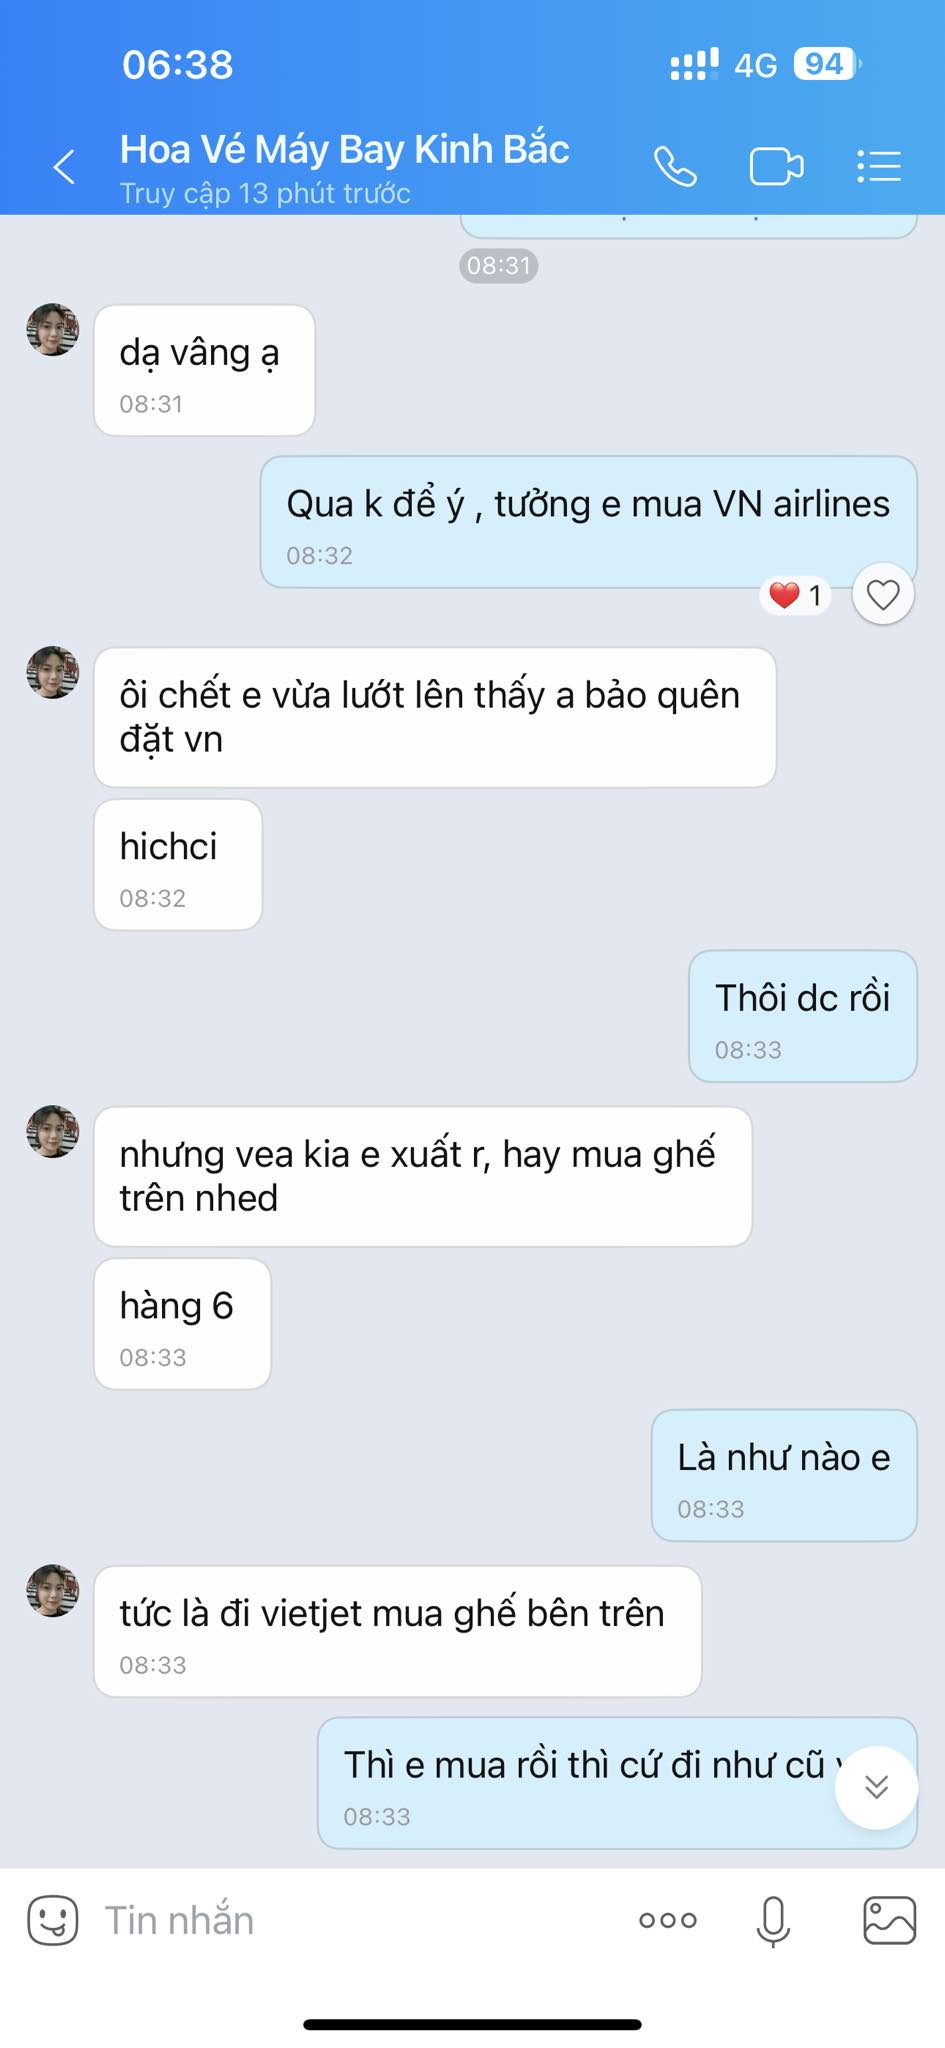 06:38
4G 94
Hoa Vé Máy Bay Kinh Bắc
Truy cập 13 phút trước
08:31
dạ vâng ạ
08:31
Qua k để ý , tưởng e mua VN airlines
08:32
1
ôi chết e vừa lướt lên thấy a bảo quên
đặt vn
hichci
08:32
Thôi dc rồi
08:33
nhưng vea kia e xuất r, hay mua ghế
trên nhed
hàng 6
08:33
Là như nào e
08:33
tức là đi vietjet mua ghế bên trên
08:33
Thì e mua rồi thì cứ đi như cũ
08:33
Tin nhắn